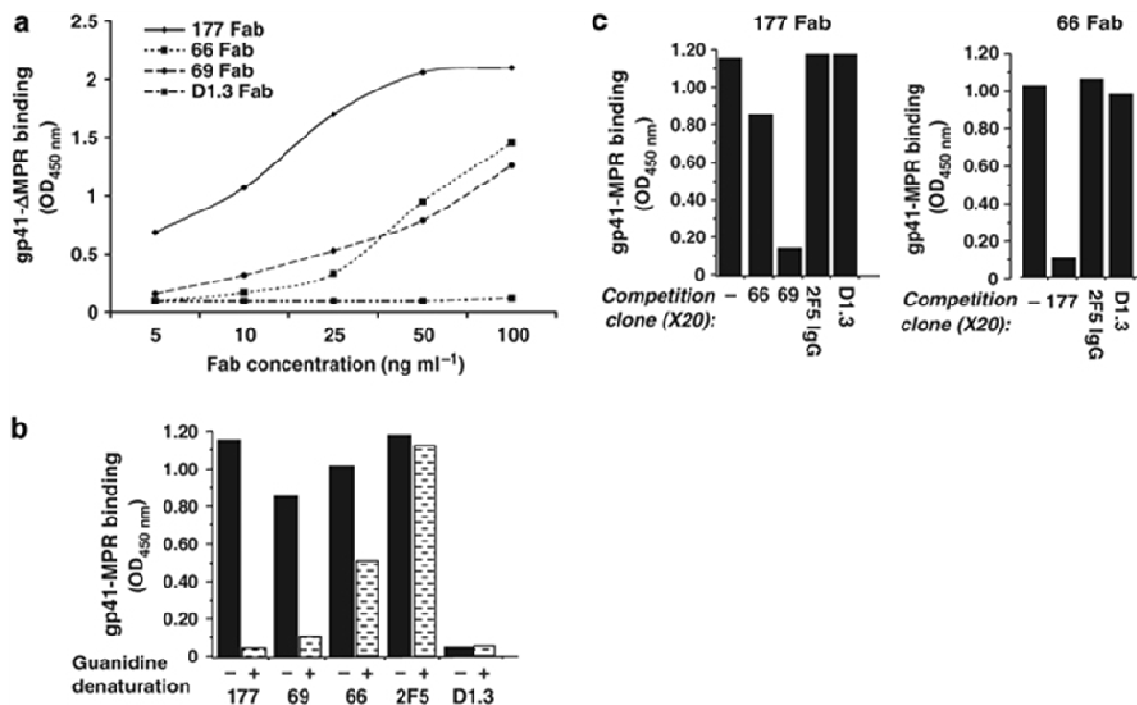 a
gp41-ΔMPR binding
(OD450 nm)
2.5
2
1.5
1
0.5
0
177 Fab
66 Fab
69 Fab
D1.3 Fab
5 10 25 50 100
Fab concentration (ng ml⁻¹)
b
gp41-MPR binding
(OD450 nm)
1.20
1.00
0.80
0.60
0.40
0.20
0
Guanidine
denaturation
– + – + – + – + – +
177 69 66 2F5 D1.3
c
177 Fab
gp41-MPR binding
(OD450 nm)
1.20
1.00
0.80
0.60
0.40
0.20
0
Competition
clone (X20):
– 66 69 2F5 IgG D1.3
66 Fab
gp41-MPR binding
(OD450 nm)
1.20
1.00
0.80
0.60
0.40
0.20
0
Competition
clone (X20):
– 177 2F5 IgG D1.3